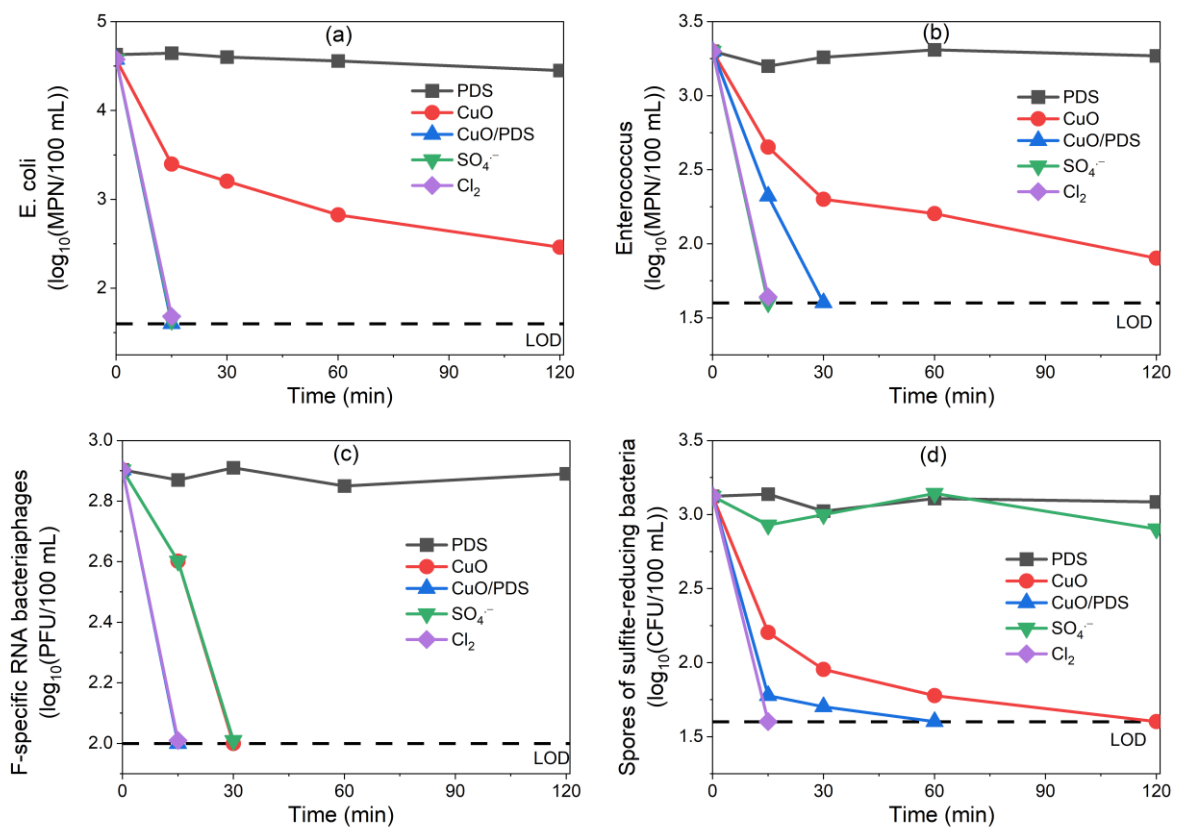 (a)
E. coli
(log₁₀(MPN/100 mL))
5
4
3
2
PDS
CuO
CuO/PDS
SO₄·⁻
Cl₂
LOD
0 30 60 90 120
Time (min)
(b)
Enterococcus
(log₁₀(MPN/100 mL))
3.5
3.0
2.5
2.0
1.5
PDS
CuO
CuO/PDS
SO₄·⁻
Cl₂
LOD
0 30 60 90 120
Time (min)
(c)
F-specific RNA bacteriaphages
(log₁₀(PFU/100 mL)
3.0
2.8
2.6
2.4
2.2
2.0
PDS
CuO
CuO/PDS
SO₄·⁻
Cl₂
LOD
0 30 60 90 120
Time (min)
(d)
Spores of sulfite-reducing bacteria
(log₁₀(CFU/100 mL))
3.5
3.0
2.5
2.0
1.5
PDS
CuO
CuO/PDS
SO₄·⁻
Cl₂
LOD
0 30 60 90 120
Time (min)